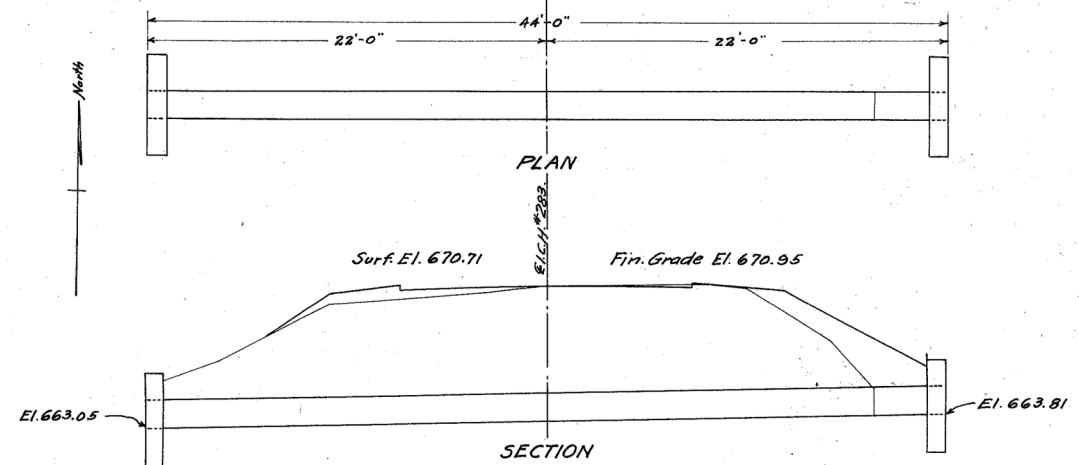 44'-0"
22'-0" 22'-0"
North
PLAN
℄ I.C.H. #283.
Surf. El. 670.71 Fin. Grade El. 670.95
El. 663.05
El. 663.81
SECTION